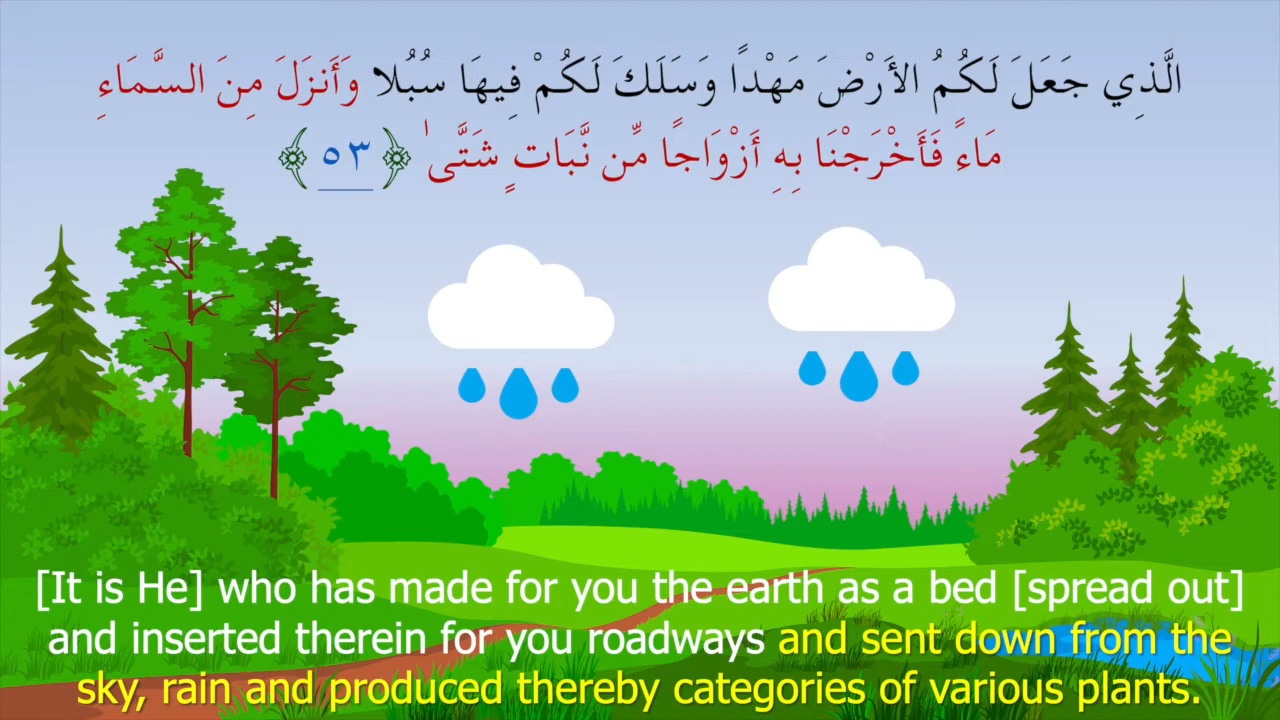 الَّذِي جَعَلَ لَكُمُ الأَرْضَ مَهْداً وَسَلَكَ لَكُمْ فِيهَا سُبُلا وَأَنزَلَ مِنَ السَّمَاءِ
مَاءً فَأَخْرَجْنَا بِهِ أَزْوَاجًا مِّن نَّبَاتٍ شَتَّىٰ ﴿٥٣﴾
[It is He] who has made for you the earth as a bed [spread out]
and inserted therein for you roadways and sent down from the
sky, rain and produced thereby categories of various plants.